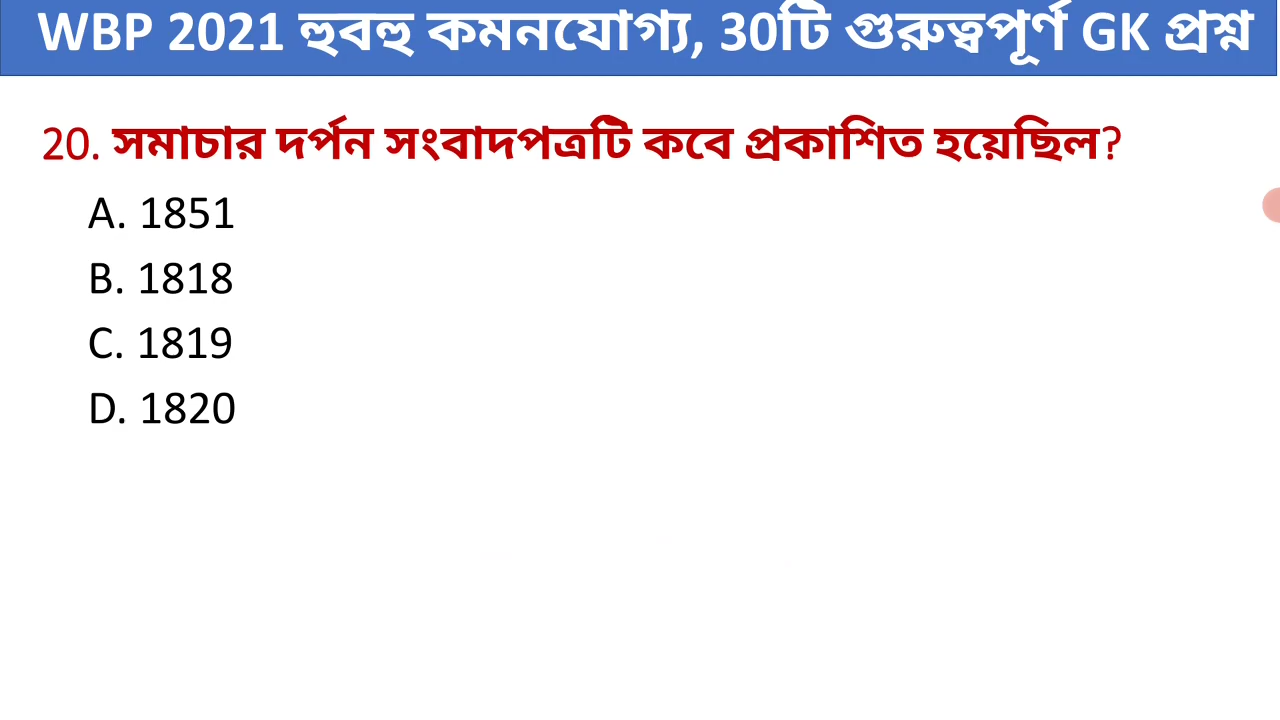 WBP 2021 হুবহু কমনযোগ্য, 30টি গুরুত্বপূর্ণ GK প্রশ্ন
20. সমাচার দর্পন সংবাদপত্রটি কবে প্রকাশিত হয়েছিল?
A. 1851
B. 1818
C. 1819
D. 1820